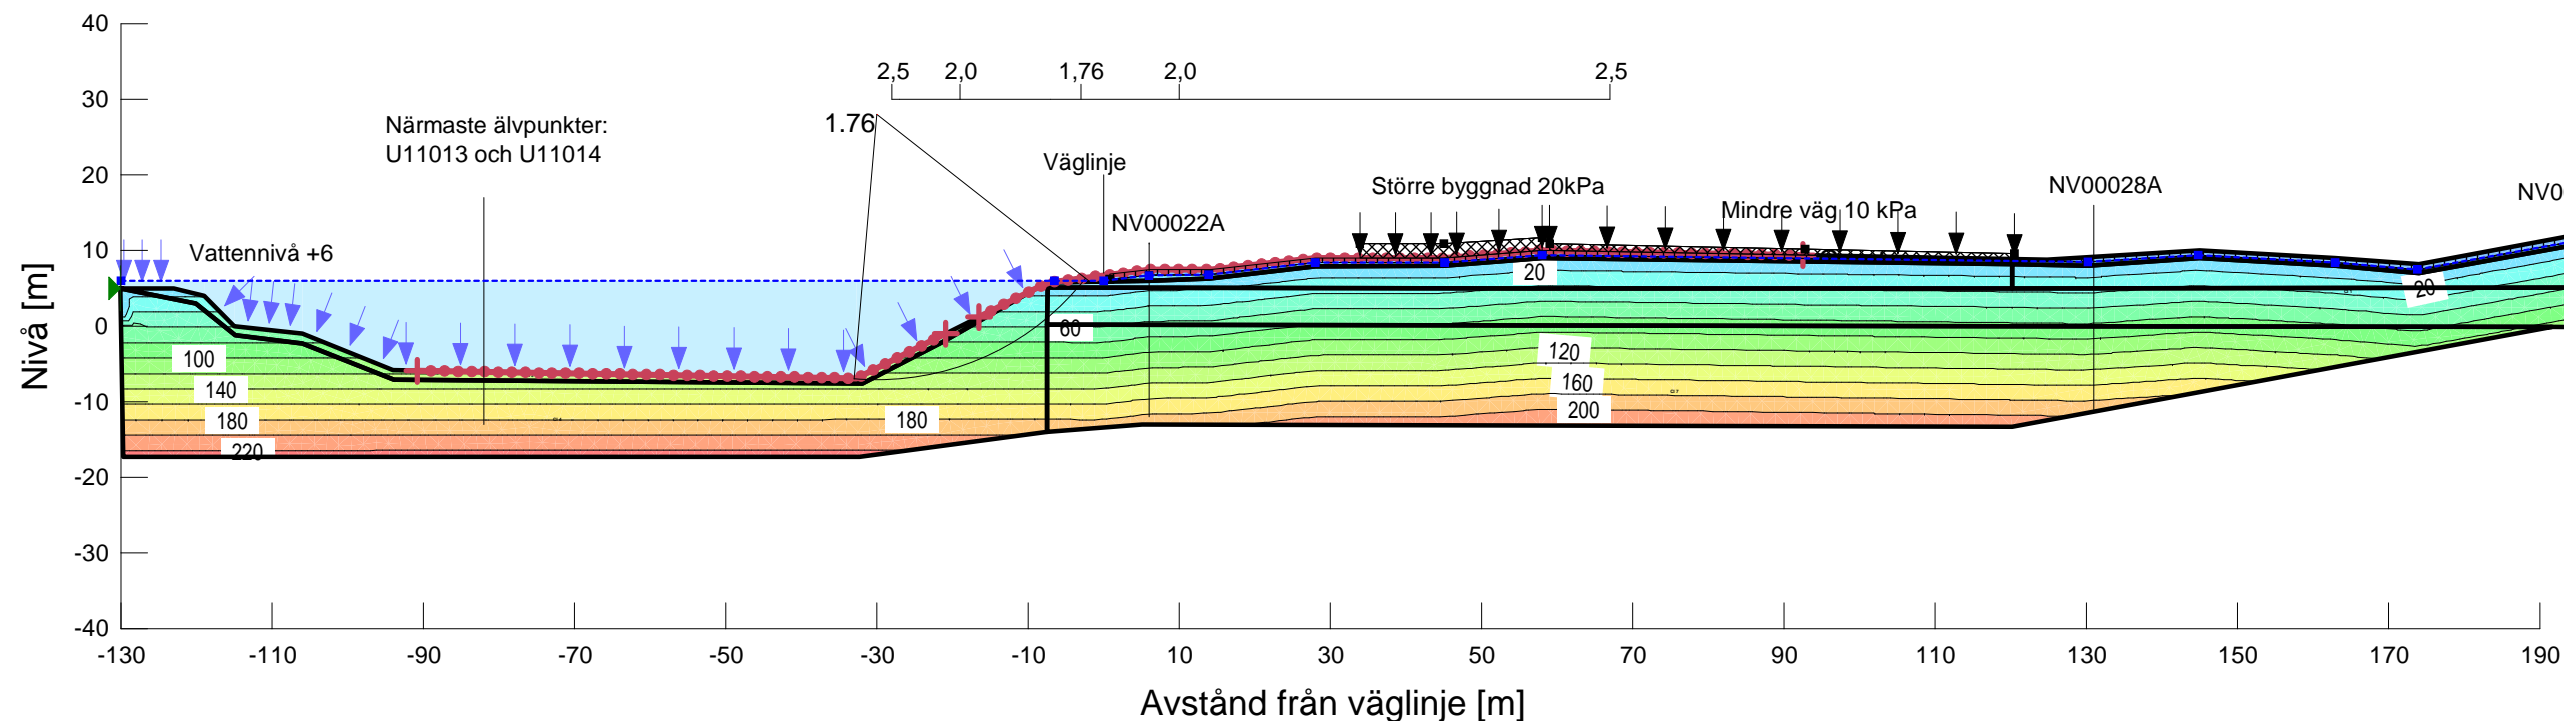 40
30
20
10
0
-10
-20
-30
-40
Nivå [m]
2,5 2,0 1,76 2,0 2,5
1.76
Närmaste älvpunkter:
U11013 och U11014
Väglinje
Vattennivå +6
NV00022A
Större byggnad 20kPa
Mindre väg 10 kPa
NV00028A
20
20
60
100
140
180
220
180
120
160
200
-130 -110 -90 -70 -50 -30 -10 10 30 50 70 90 110 130 150 170 190
Avstånd från väglinje [m]